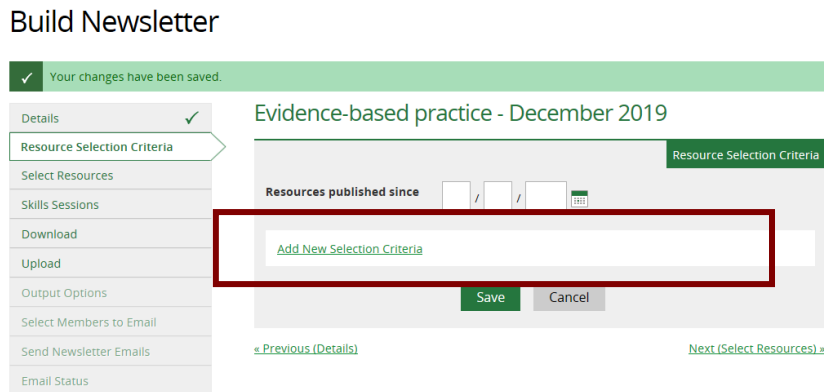 Build Newsletter
Your changes have been saved.
Details
Resource Selection Criteria
Select Resources
Skills Sessions
Download
Upload
Output Options
Select Members to Email
Send Newsletter Emails
Email Status
Evidence-based practice - December 2019
Resource Selection Criteria
Resources published since / /
Add New Selection Criteria
Save Cancel
« Previous (Details) Next (Select Resources) »